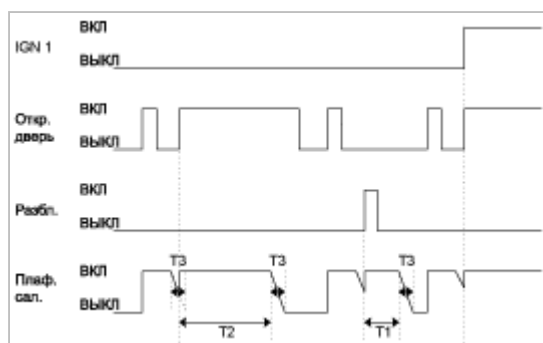 IGN 1
ВКЛ
ВЫКЛ
Откр.
дверь
ВКЛ
ВЫКЛ
Разбл.
ВКЛ
ВЫКЛ
Плаф.
сал.
ВКЛ
ВЫКЛ
T3
T3
T3
T2
T1